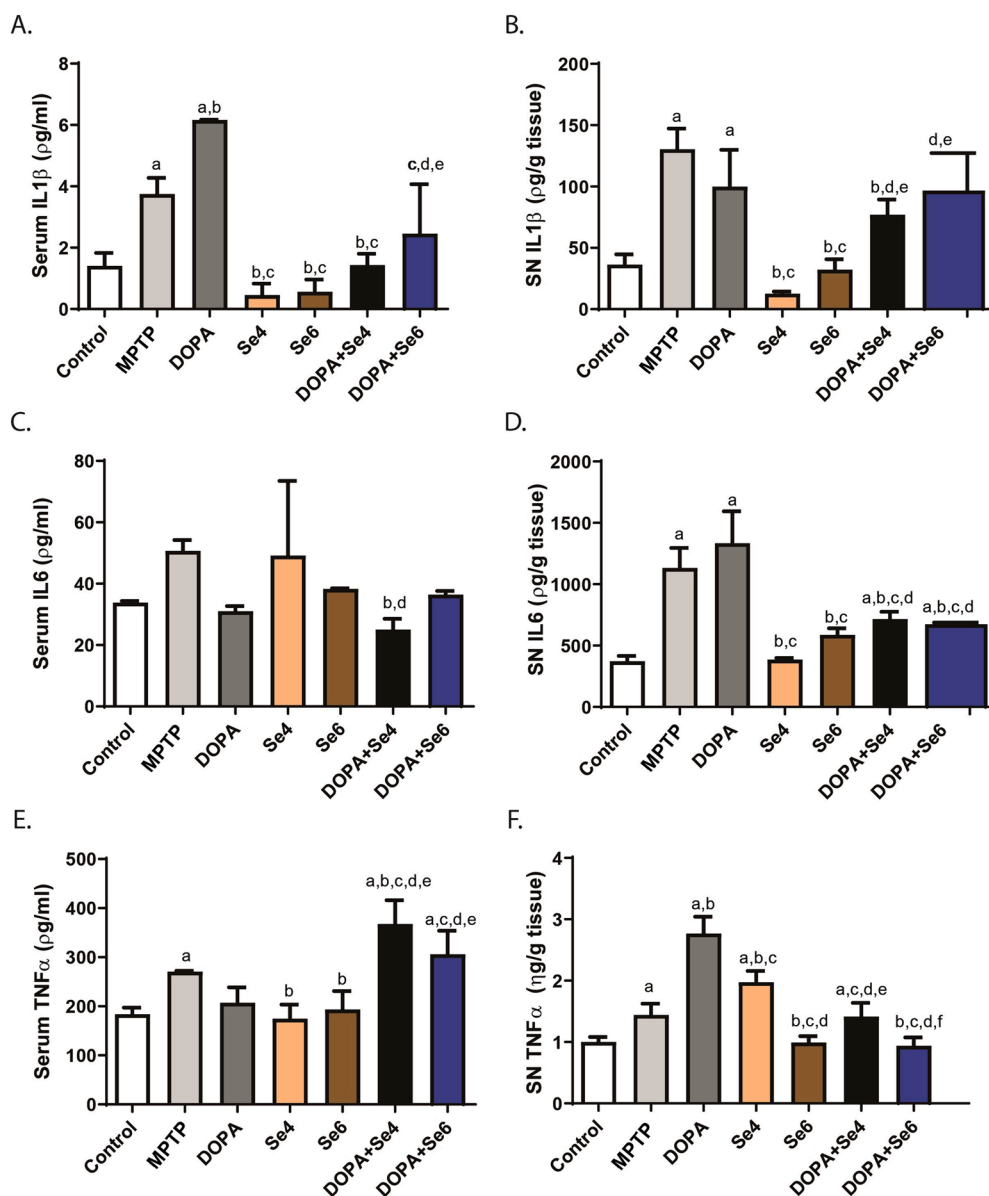 A.
Serum IL1β (ρg/ml)
8
6
4
2
0
a
a,b
b,c
b,c
b,c
c,d,e
Control
MPTP
DOPA
Se4
Se6
DOPA+Se4
DOPA+Se6
B.
SN IL1β (ρg/g tissue)
200
150
100
50
0
a
a
b,c
b,c
b,d,e
d,e
Control
MPTP
DOPA
Se4
Se6
DOPA+Se4
DOPA+Se6
C.
Serum IL6 (ρg/ml)
80
60
40
20
0
b,d
Control
MPTP
DOPA
Se4
Se6
DOPA+Se4
DOPA+Se6
D.
SN IL6 (ρg/g tissue)
2000
1500
1000
500
0
a
a
b,c
b,c
a,b,c,d
a,b,c,d
Control
MPTP
DOPA
Se4
Se6
DOPA+Se4
DOPA+Se6
E.
Serum TNFα (ρg/ml)
500
400
300
200
100
0
a
b
b
a,b,c,d,e
a,c,d,e
Control
MPTP
DOPA
Se4
Se6
DOPA+Se4
DOPA+Se6
F.
SN TNFα (ηg/g tissue)
4
3
2
1
0
a
a,b
a,b,c
b,c,d
a,c,d,e
b,c,d,f
Control
MPTP
DOPA
Se4
Se6
DOPA+Se4
DOPA+Se6